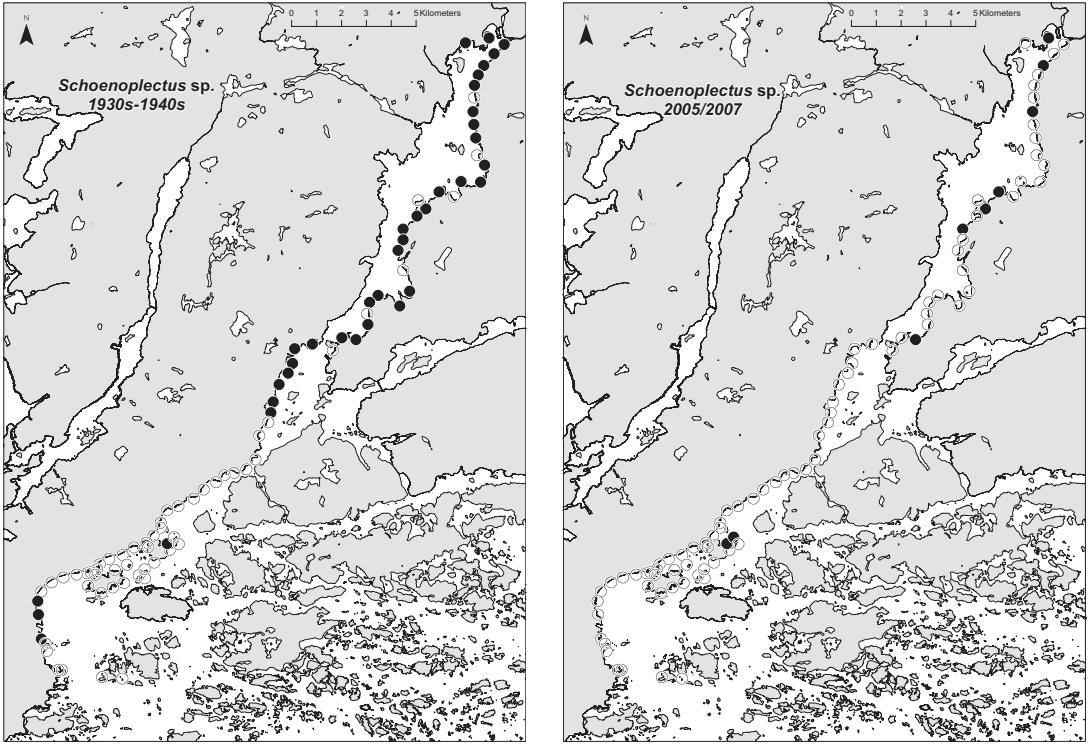 N
0 1 2 3 4 5 Kilometers
Schoenoplectus sp.
1930s-1940s
N
0 1 2 3 4 5 Kilometers
Schoenoplectus sp.
2005/2007